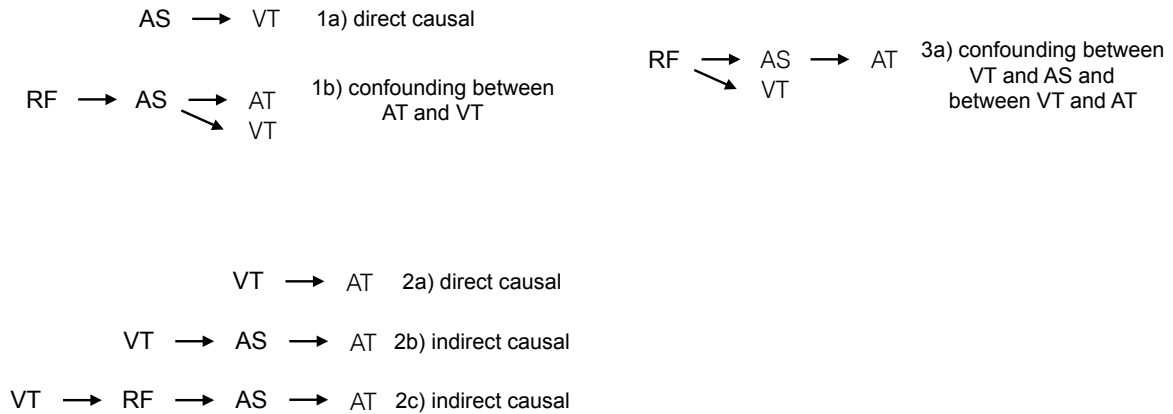 AS → VT 1a) direct causal
RF → AS → AT 1b) confounding between
VT AT and VT
RF → AS → AT 3a) confounding between
VT VT and AS and
between VT and AT
VT → AT 2a) direct causal
VT → AS → AT 2b) indirect causal
VT → RF → AS → AT 2c) indirect causal